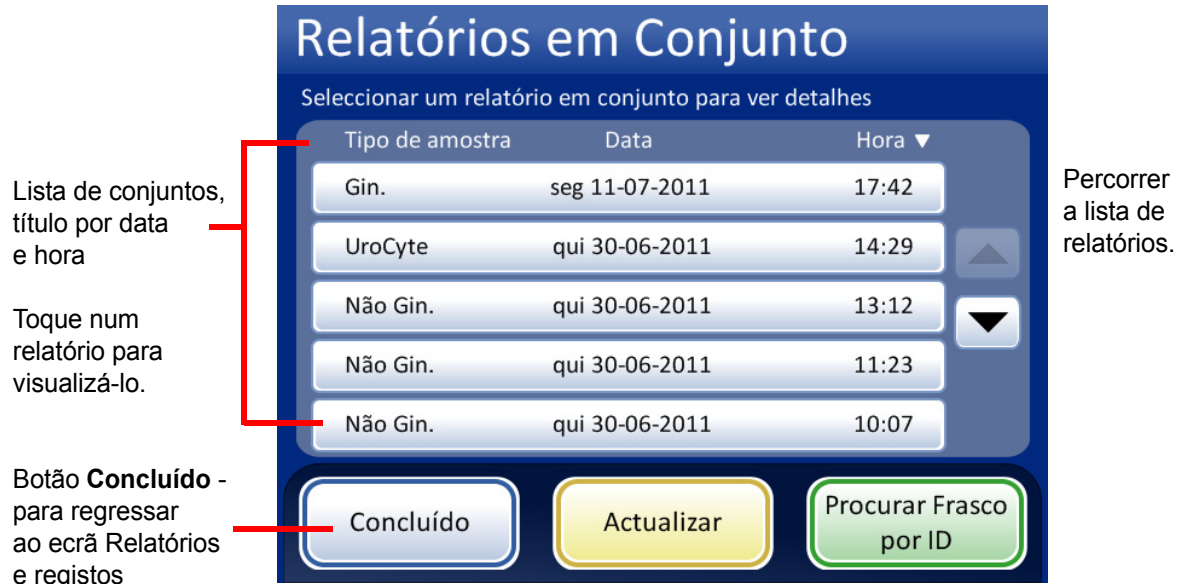 Relatórios em Conjunto
Seleccionar um relatório em conjunto para ver detalhes
Tipo de amostra Data Hora ▼
Gin. seg 11-07-2011 17:42
UroCyte qui 30-06-2011 14:29
Não Gin. qui 30-06-2011 13:12
Não Gin. qui 30-06-2011 11:23
Não Gin. qui 30-06-2011 10:07
Concluído
Actualizar
Procurar Frasco
por ID
Lista de conjuntos,
título por data
e hora
Toque num
relatório para
visualizá-lo.
Botão Concluído -
para regressar
ao ecrã Relatórios
e registos
Percorrer
a lista de
relatórios.